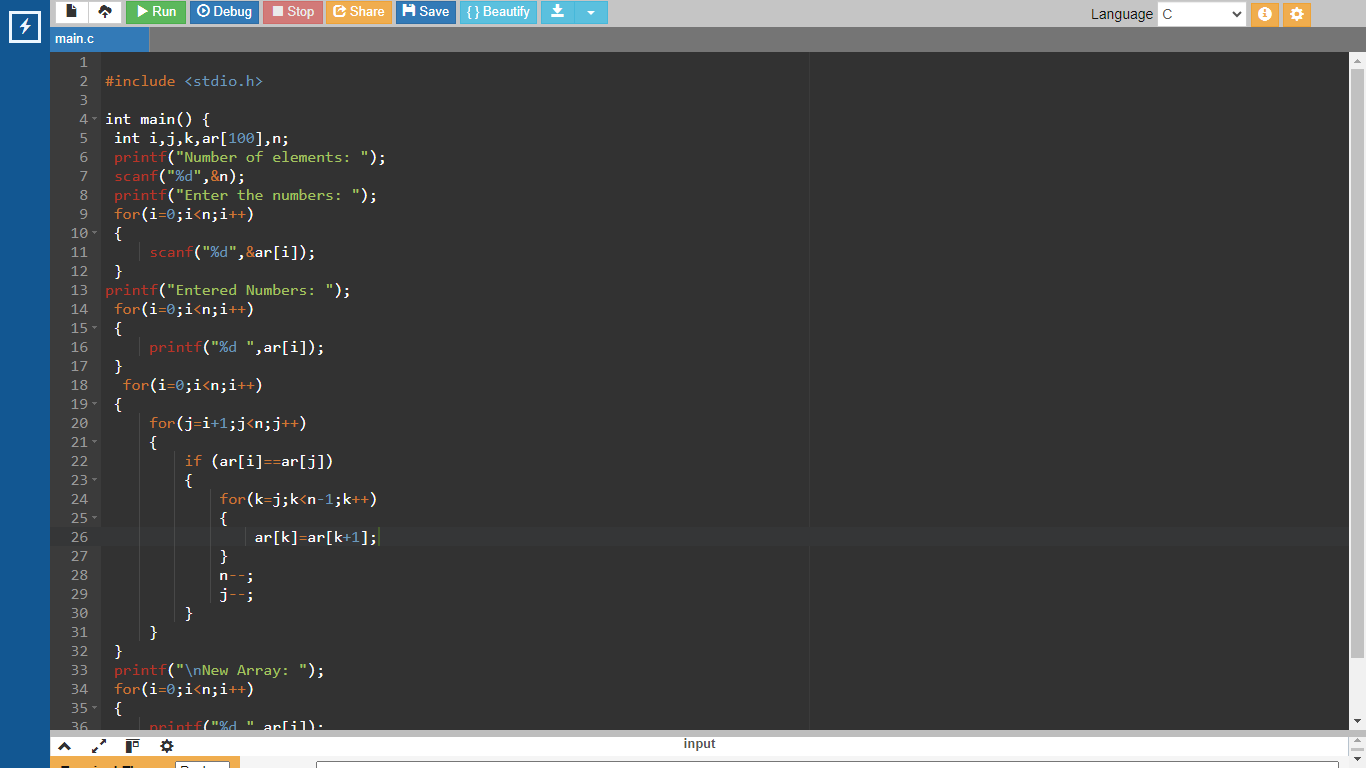 Run Debug Stop Share Save { } Beautify Language C
main.c
1
2 #include <stdio.h>
3
4 int main() {
5 int i,j,k,ar[100],n;
6 printf("Number of elements: ");
7 scanf("%d",&n);
8 printf("Enter the numbers: ");
9 for(i=0;i<n;i++)
10 {
11 scanf("%d",&ar[i]);
12 }
13 printf("Entered Numbers: ");
14 for(i=0;i<n;i++)
15 {
16 printf("%d ",ar[i]);
17 }
18 for(i=0;i<n;i++)
19 {
20 for(j=i+1;j<n;j++)
21 {
22 if (ar[i]==ar[j])
23 {
24 for(k=j;k<n-1;k++)
25 {
26 ar[k]=ar[k+1];
27 }
28 n--;
29 j--;
30 }
31 }
32 }
33 printf("\nNew Array: ");
34 for(i=0;i<n;i++)
35 {
36 printf("%d ",ar[i]);
input